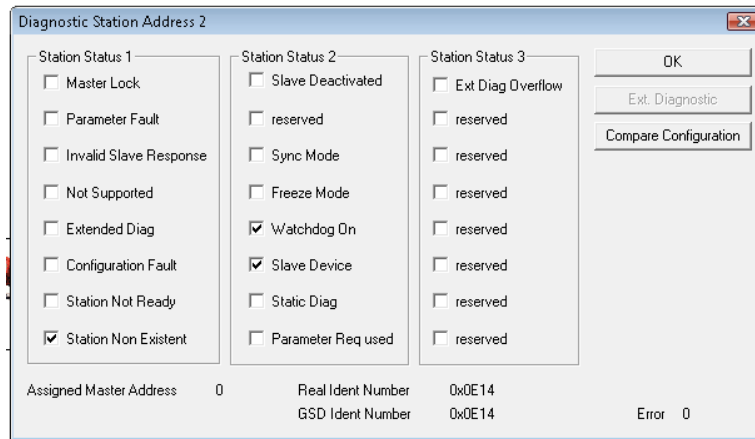 Diagnostic Station Address 2
Station Status 1
Master Lock
Parameter Fault
Invalid Slave Response
Not Supported
Extended Diag
Configuration Fault
Station Not Ready
Station Non Existent
Station Status 2
Slave Deactivated
reserved
Sync Mode
Freeze Mode
Watchdog On
Slave Device
Static Diag
Parameter Req used
Station Status 3
Ext Diag Overflow
reserved
reserved
reserved
reserved
reserved
reserved
reserved
OK
Ext. Diagnostic
Compare Configuration
Assigned Master Address 0
Real Ident Number 0x0E14
GSD Ident Number 0x0E14
Error 0